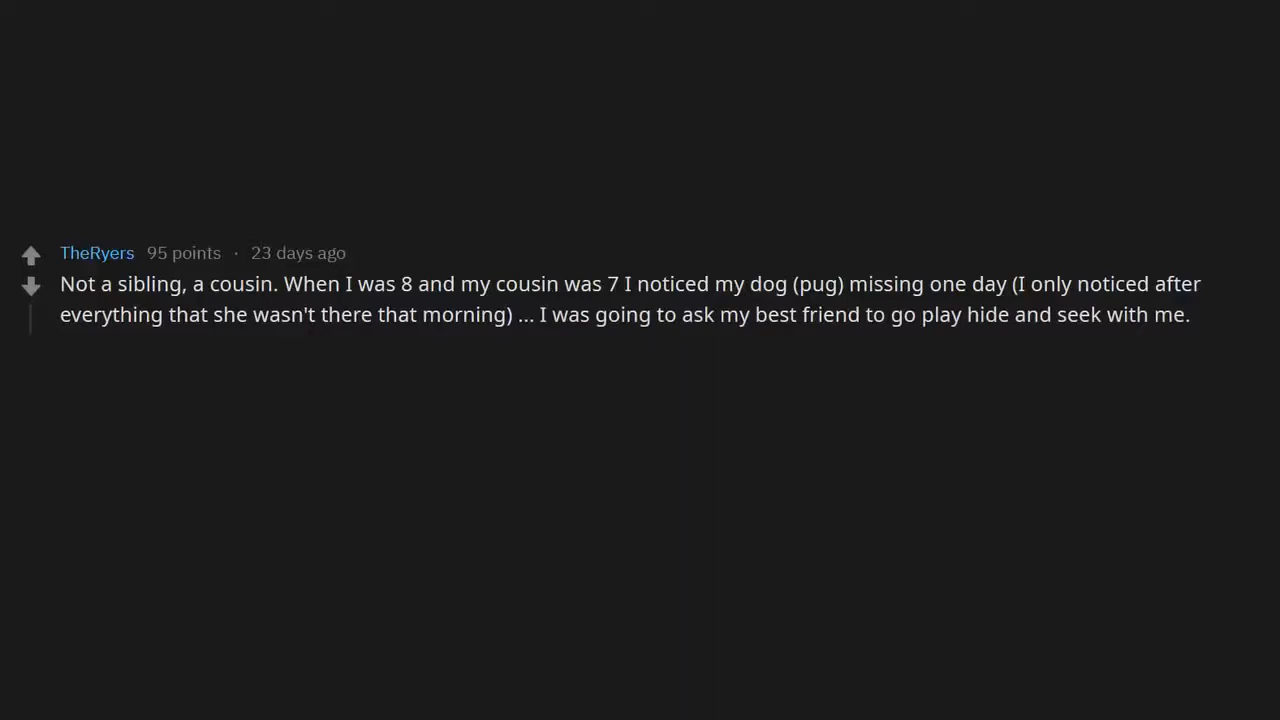 TheRyers 95 points · 23 days ago
Not a sibling, a cousin. When I was 8 and my cousin was 7 I noticed my dog (pug) missing one day (I only noticed after
everything that she wasn't there that morning) ... I was going to ask my best friend to go play hide and seek with me.